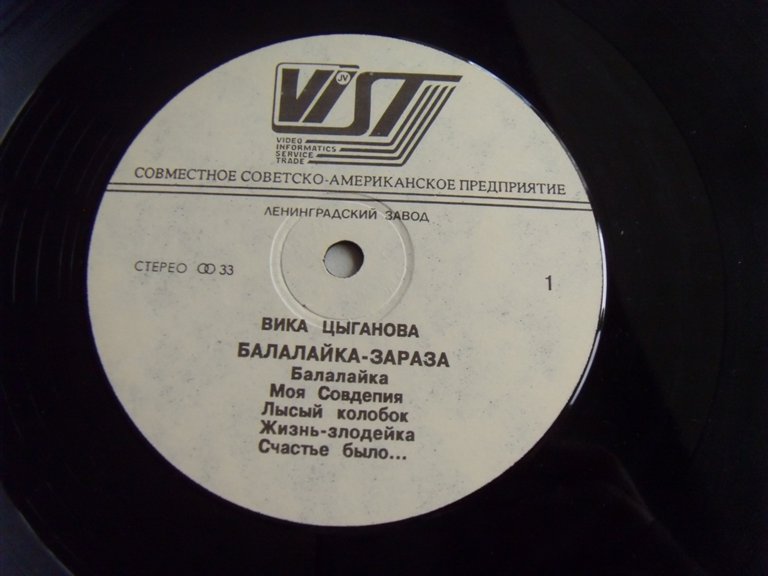 VIST
JV
VIDEO
INFORMATICS
SERVICE
TRADE
СОВМЕСТНОЕ СОВЕТСКО-АМЕРИКАНСКОЕ ПРЕДПРИЯТИЕ
ЛЕНИНГРАДСКИЙ ЗАВОД
СТЕРЕО 33
1
ВИКА ЦЫГАНОВА
БАЛАЛАЙКА-ЗАРАЗА
Балалайка
Моя Совдепия
Лысый колобок
Жизнь-злодейка
Счастье было...